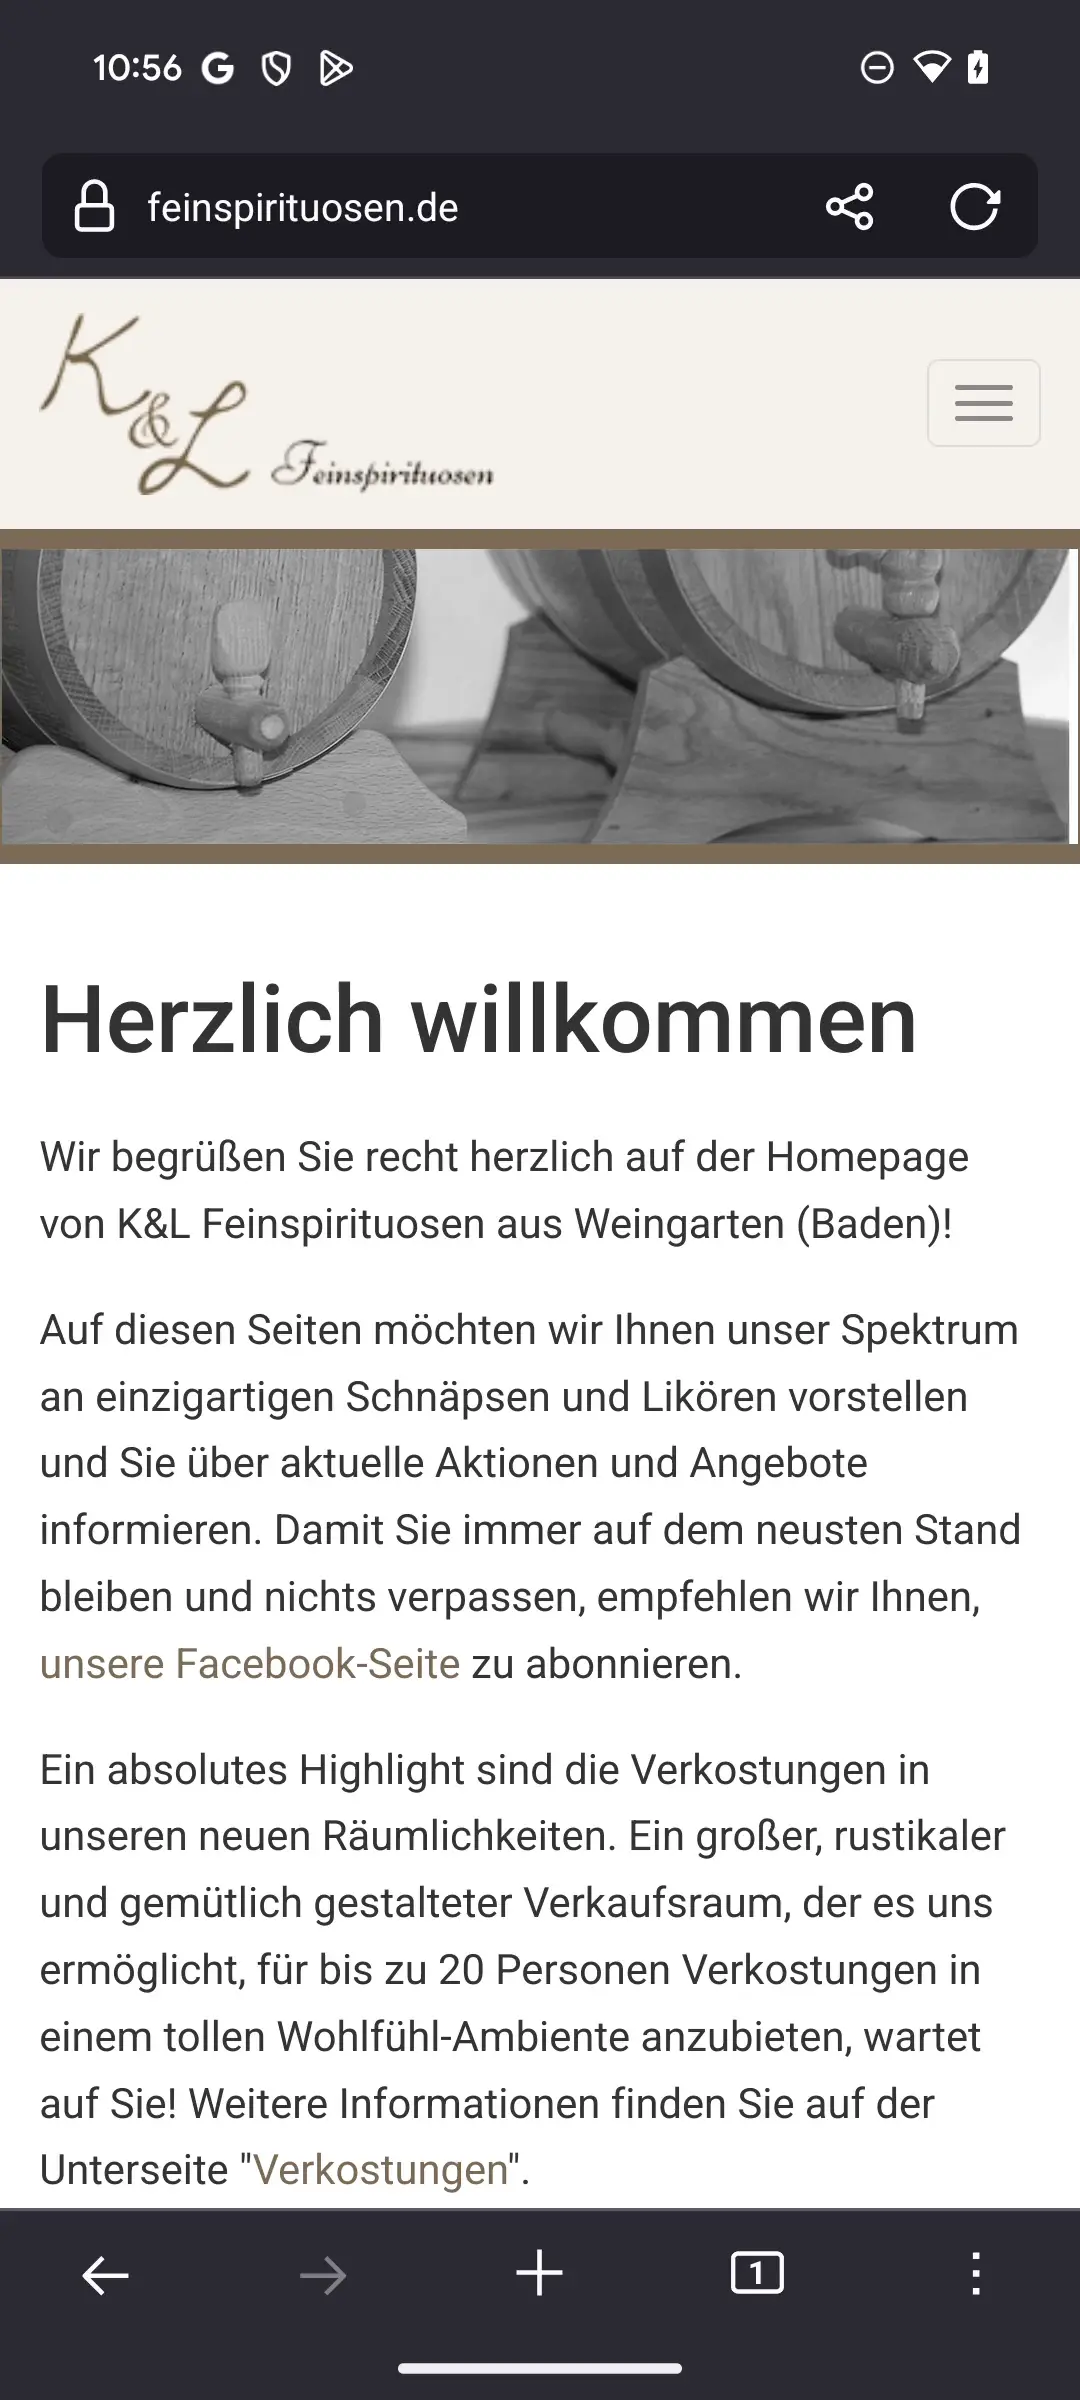 10:56
feinspirituosen.de
K&L Feinspirituosen
Herzlich willkommen
Wir begrüßen Sie recht herzlich auf der Homepage
von K&L Feinspirituosen aus Weingarten (Baden)!
Auf diesen Seiten möchten wir Ihnen unser Spektrum
an einzigartigen Schnäpsen und Likören vorstellen
und Sie über aktuelle Aktionen und Angebote
informieren. Damit Sie immer auf dem neusten Stand
bleiben und nichts verpassen, empfehlen wir Ihnen,
unsere Facebook-Seite zu abonnieren.
Ein absolutes Highlight sind die Verkostungen in
unseren neuen Räumlichkeiten. Ein großer, rustikaler
und gemütlich gestalteter Verkaufsraum, der es uns
ermöglicht, für bis zu 20 Personen Verkostungen in
einem tollen Wohlfühl-Ambiente anzubieten, wartet
auf Sie! Weitere Informationen finden Sie auf der
Unterseite "Verkostungen".
1